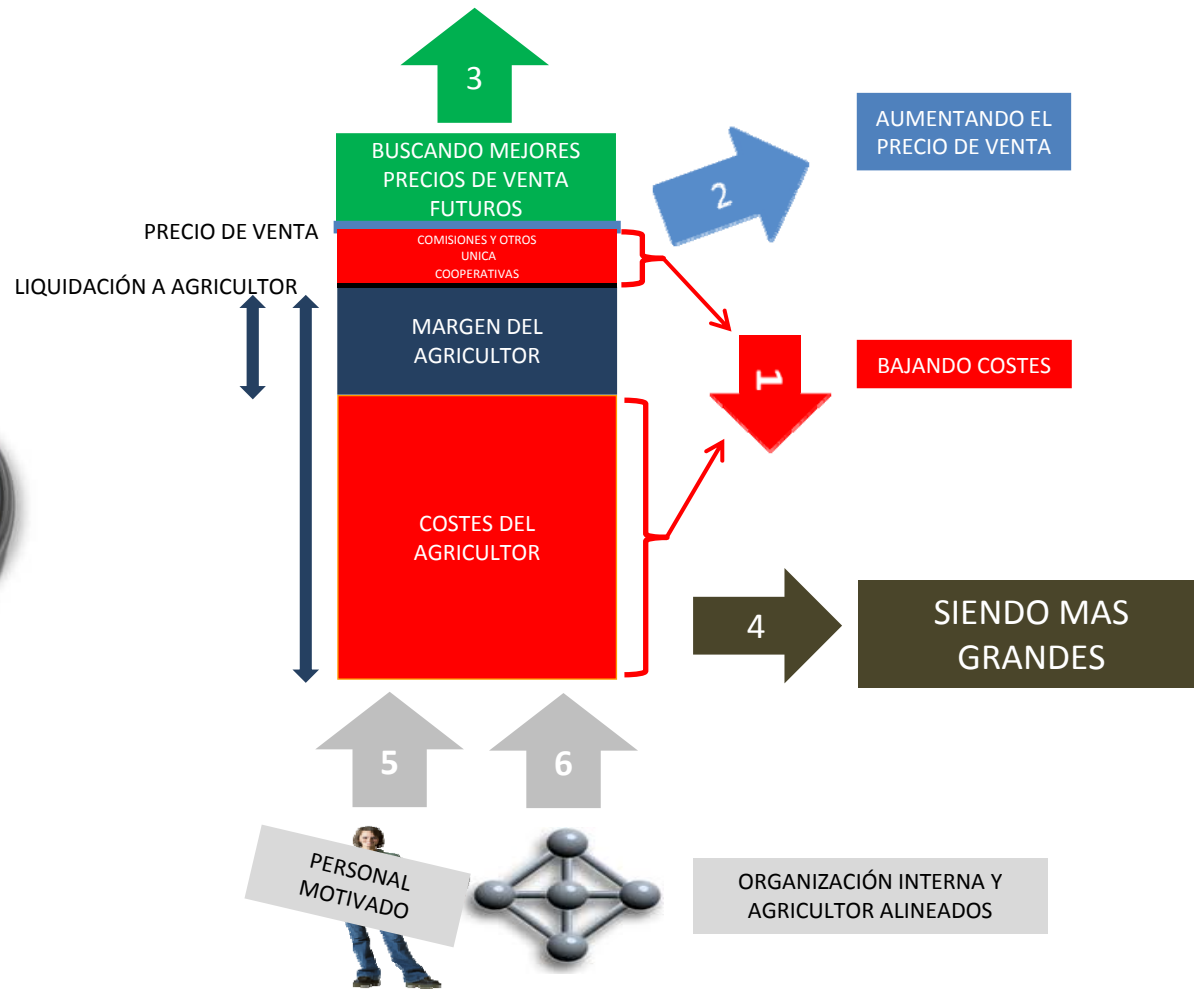 3
BUSCANDO MEJORES
PRECIOS DE VENTA
FUTUROS
2
AUMENTANDO EL
PRECIO DE VENTA
PRECIO DE VENTA
COMISIONES Y OTROS
UNICA
COOPERATIVAS
LIQUIDACIÓN A AGRICULTOR
MARGEN DEL
AGRICULTOR
1
BAJANDO COSTES
COSTES DEL
AGRICULTOR
4
SIENDO MAS
GRANDES
5
6
PERSONAL
MOTIVADO
ORGANIZACIÓN INTERNA Y
AGRICULTOR ALINEADOS